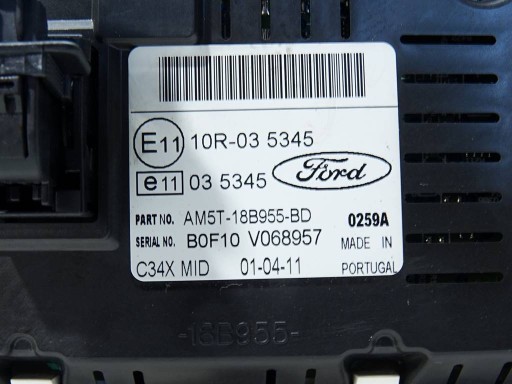 E11 10R-03 5345
e11 03 5345 Ford
PART NO. AM5T-18B955-BD 0259A
SERIAL NO. B0F10 V068957 MADE IN
C34X MID 01-04-11 PORTUGAL
-18B955-